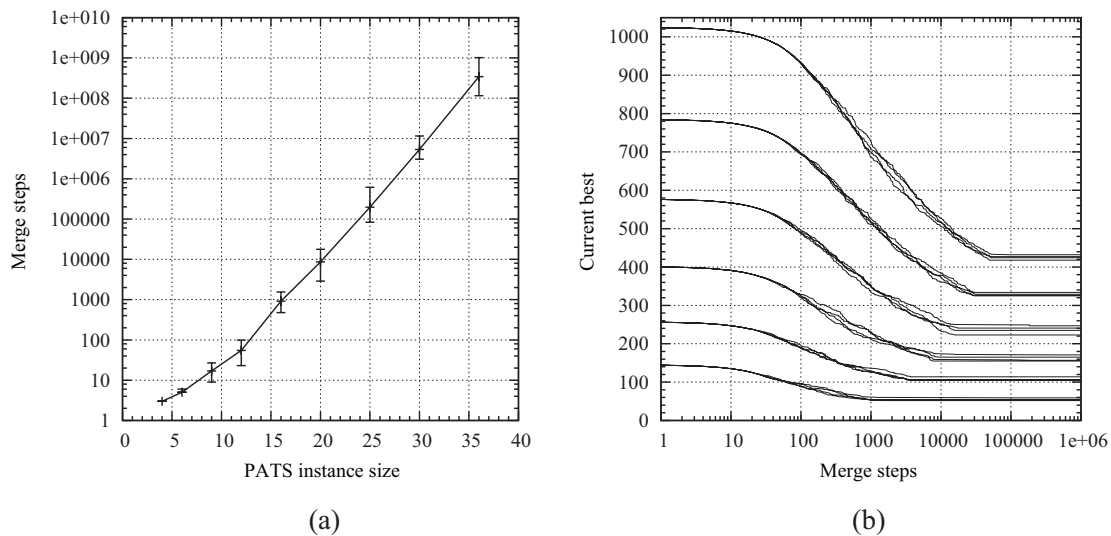 1e+010
1e+009
1e+008
1e+007
1e+006
100000
10000
1000
100
10
1
Merge steps
0 5 10 15 20 25 30 35 40
PATS instance size
(a)
1000
900
800
700
600
500
400
300
200
100
0
Current best
1 10 100 1000 10000 100000 1e+06
Merge steps
(b)